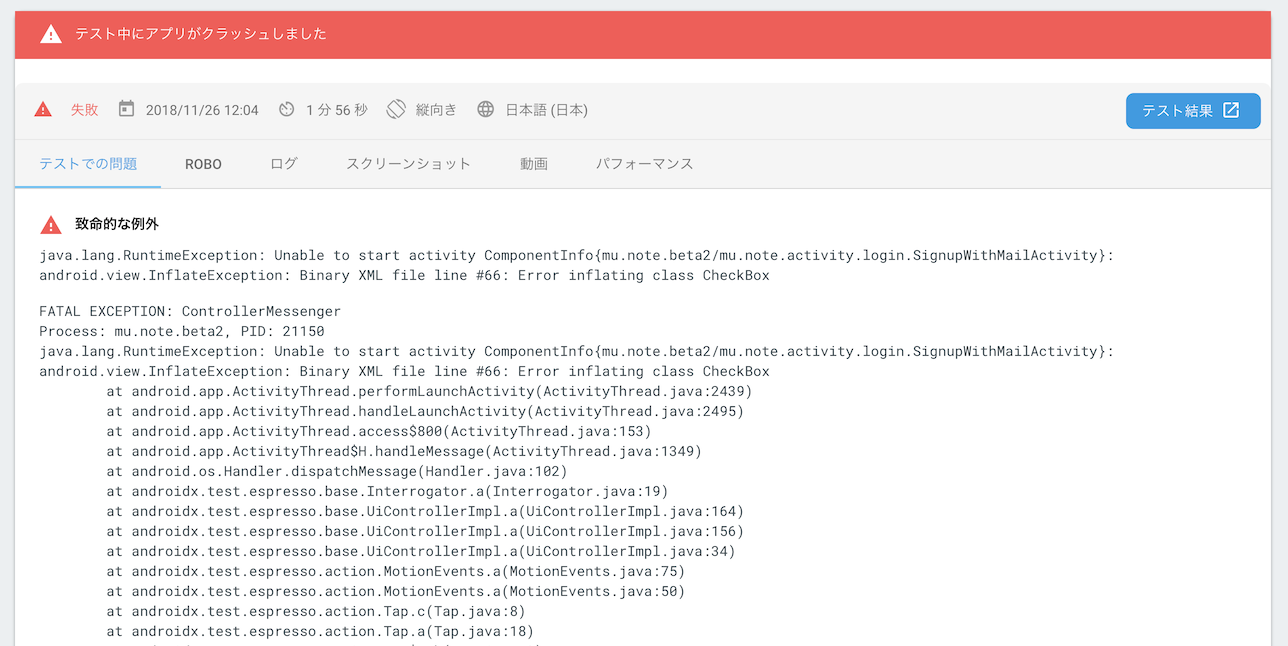 テスト中にアプリがクラッシュしました
失敗 2018/11/26 12:04 1 分 56 秒 縦向き 日本語 (日本) テスト結果
テストでの問題 ROBO ログ スクリーンショット 動画 パフォーマンス
致命的な例外
java.lang.RuntimeException: Unable to start activity ComponentInfo{mu.note.beta2/mu.note.activity.login.SignupWithMailActivity}:
android.view.InflateException: Binary XML file line #66: Error inflating class CheckBox
FATAL EXCEPTION: ControllerMessenger
Process: mu.note.beta2, PID: 21150
java.lang.RuntimeException: Unable to start activity ComponentInfo{mu.note.beta2/mu.note.activity.login.SignupWithMailActivity}:
android.view.InflateException: Binary XML file line #66: Error inflating class CheckBox
at android.app.ActivityThread.performLaunchActivity(ActivityThread.java:2439)
at android.app.ActivityThread.handleLaunchActivity(ActivityThread.java:2495)
at android.app.ActivityThread.access$800(ActivityThread.java:153)
at android.app.ActivityThread$H.handleMessage(ActivityThread.java:1349)
at android.os.Handler.dispatchMessage(Handler.java:102)
at androidx.test.espresso.base.Interrogator.a(Interrogator.java:19)
at androidx.test.espresso.base.UiControllerImpl.a(UiControllerImpl.java:164)
at androidx.test.espresso.base.UiControllerImpl.a(UiControllerImpl.java:156)
at androidx.test.espresso.base.UiControllerImpl.a(UiControllerImpl.java:34)
at androidx.test.espresso.action.MotionEvents.a(MotionEvents.java:75)
at androidx.test.espresso.action.MotionEvents.a(MotionEvents.java:50)
at androidx.test.espresso.action.Tap.c(Tap.java:8)
at androidx.test.espresso.action.Tap.a(Tap.java:18)